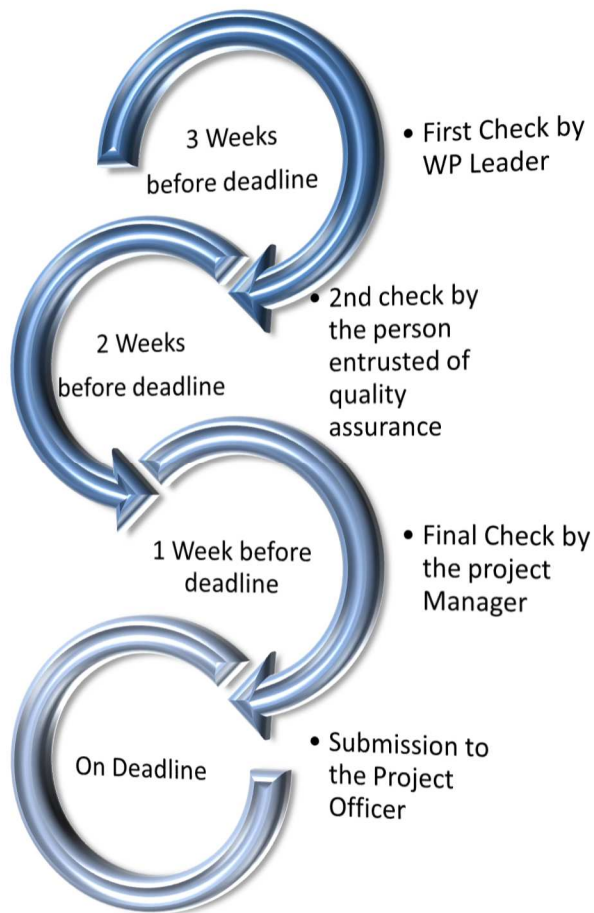 3 Weeks
before deadline
• First Check by
WP Leader
2 Weeks
before deadline
• 2nd check by
the person
entrusted of
quality
assurance
1 Week before
deadline
• Final Check by
the project
Manager
On Deadline
• Submission to
the Project
Officer